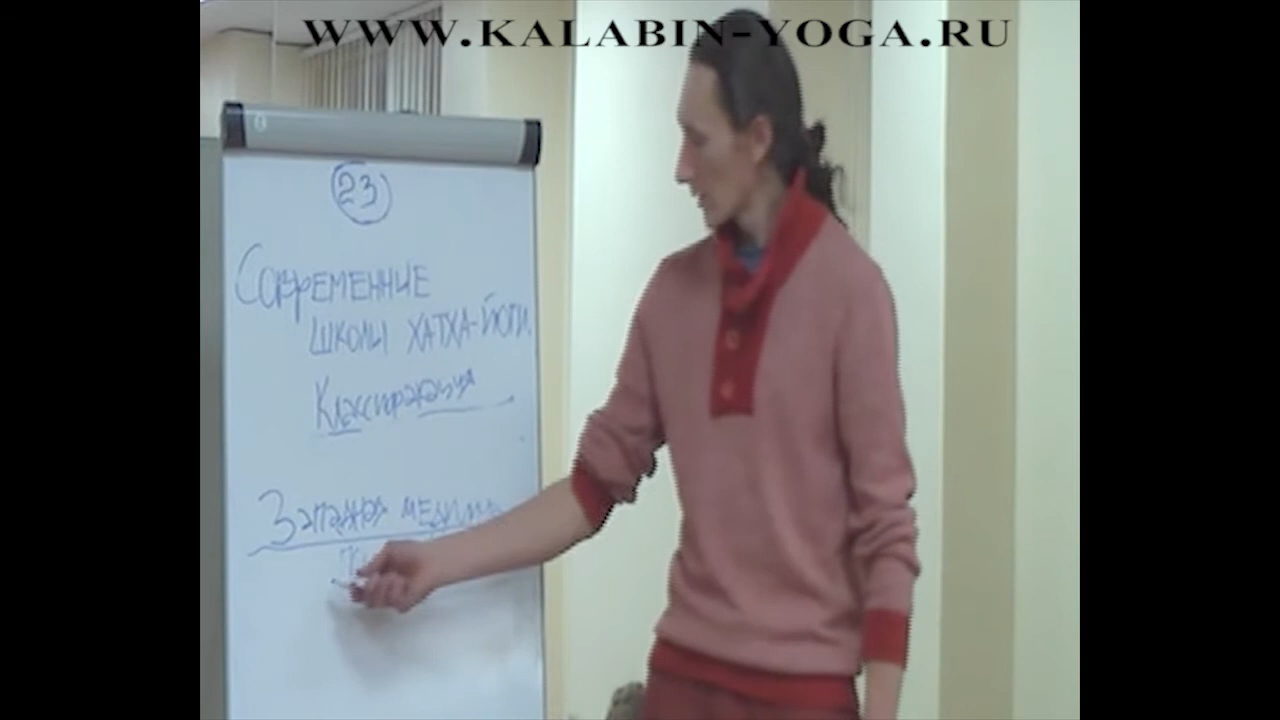 WWW.KALABIN-YOGA.RU
23
Современные
школы хатха-йоги.
Классификация
Западная медицина